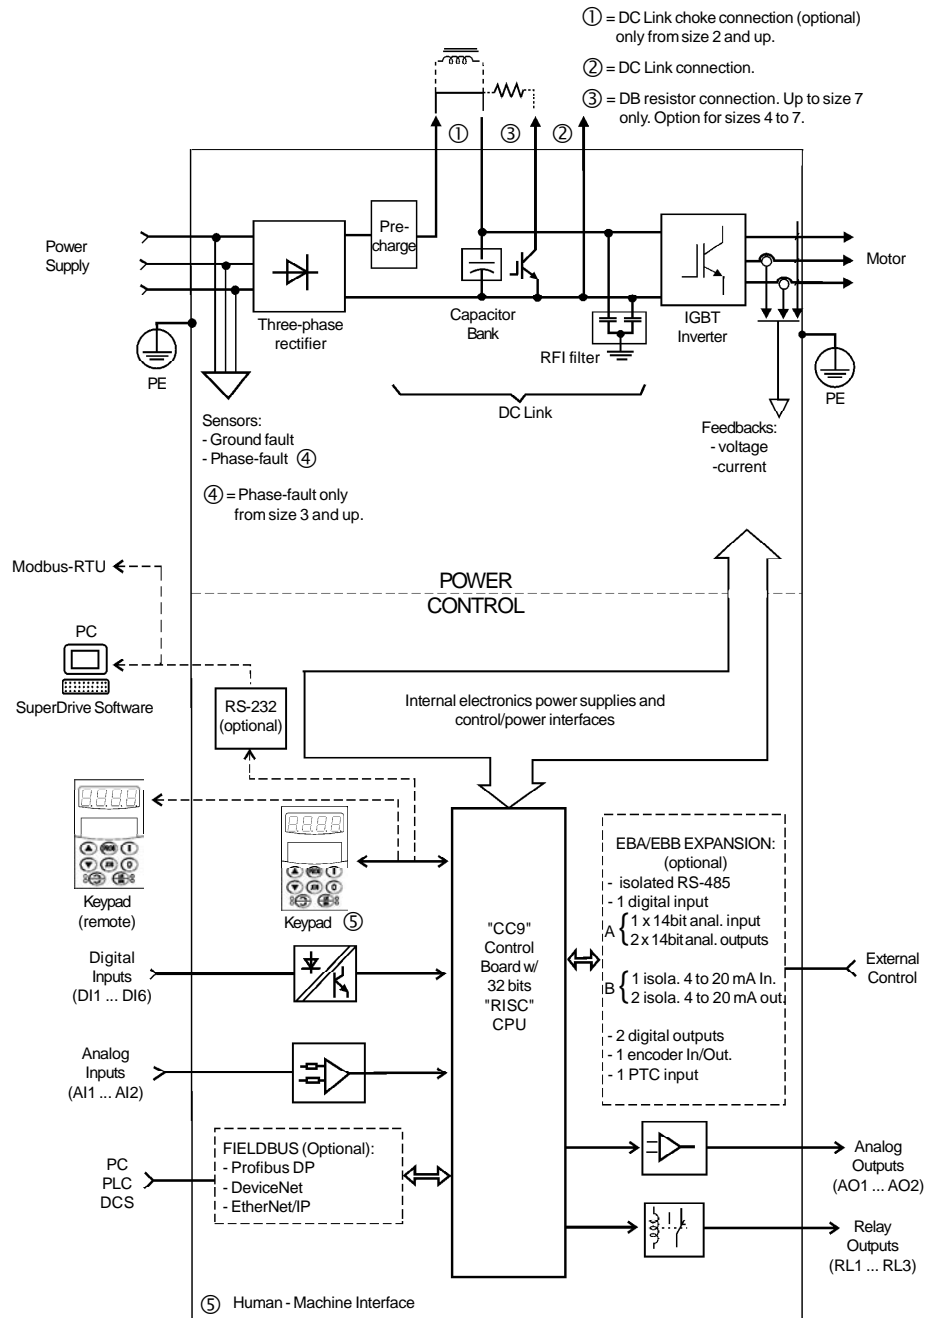 ① = DC Link choke connection (optional)
only from size 2 and up.
② = DC Link connection.
③ = DB resistor connection. Up to size 7
only. Option for sizes 4 to 7.
① ③ ②
Power
Supply
Pre-
charge
Motor
Three-phase
rectifier
Capacitor
Bank
IGBT
Inverter
RFI filter
PE
PE
DC Link
Sensors:
- Ground fault
- Phase-fault ④
Feedbacks:
- voltage
-current
④ = Phase-fault only
from size 3 and up.
Modbus-RTU
POWER
CONTROL
PC
SuperDrive Software
RS-232
(optional)
Internal electronics power supplies and
control/power interfaces
Keypad
(remote)
Keypad ⑤
"CC9"
Control
Board w/
32 bits
"RISC"
CPU
EBA/EBB EXPANSION:
(optional)
- isolated RS-485
- 1 digital input
A { 1 x 14bit anal. input
2 x 14bit anal. outputs
B { 1 isola. 4 to 20 mA In.
2 isola. 4 to 20 mA out.
- 2 digital outputs
- 1 encoder In/Out.
- 1 PTC input
External
Control
Digital
Inputs
(DI1 ... DI6)
Analog
Inputs
(AI1 ... AI2)
PC
PLC
DCS
FIELDBUS (Optional):
- Profibus DP
- DeviceNet
- EtherNet/IP
Analog
Outputs
(AO1 ... AO2)
Relay
Outputs
(RL1 ... RL3)
⑤ Human - Machine Interface